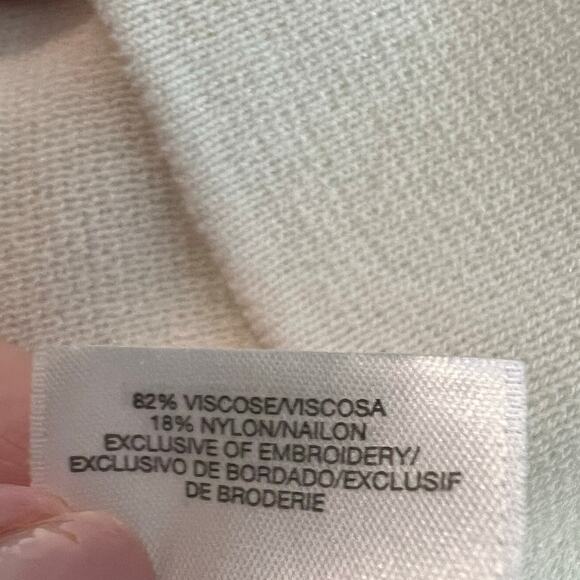 82% VISCOSE/VISCOSA
18% NYLON/NAILON
EXCLUSIVE OF EMBROIDERY/
EXCLUSIVO DE BORDADO/EXCLUSIF
DE BRODERIE